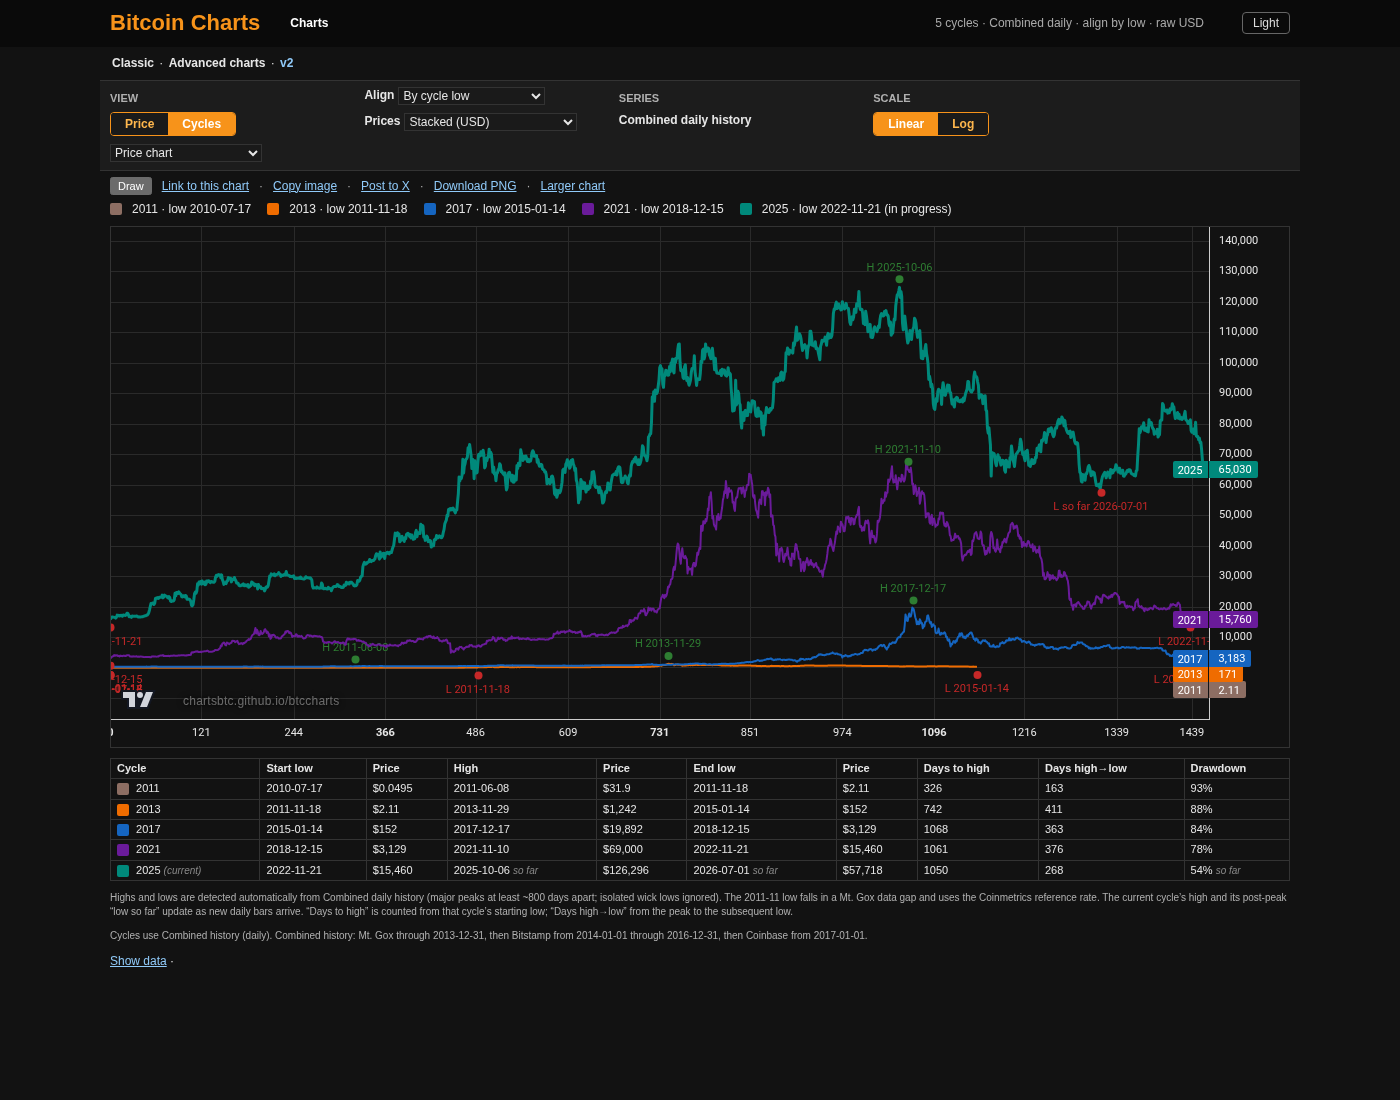 Bitcoin Charts
Charts
5 cycles · Combined daily · align by low · raw USD
Light
Classic · Advanced charts · v2
VIEW
Price Cycles
Price chart
Align By cycle low
Prices Stacked (USD)
SERIES
Combined daily history
SCALE
Linear Log
Draw Link to this chart · Copy image · Post to X · Download PNG · Larger chart
2011 · low 2010-07-17 2013 · low 2011-11-18 2017 · low 2015-01-14 2021 · low 2018-12-15 2025 · low 2022-11-21 (in progress)
140,000
H 2025-10-06
130,000
120,000
110,000
100,000
90,000
80,000
H 2021-11-10
70,000
2025 65,030
60,000
L so far 2026-07-01
50,000
40,000
30,000
H 2017-12-17
20,000
2021 15,760
-11-21
H 2011-06-08
H 2013-11-29
L 2022-11-
10,000
2017 3,183
12-15
2013 171
L 2011-11-18
L 2015-01-14
L 20
2011 2.11
chartsbtc.github.io/btccharts
121 244 366 486 609 731 851 974 1096 1216 1339 1439
Cycle Start low Price High Price End low Price Days to high Days high→low Drawdown
2011 2010-07-17 $0.0495 2011-06-08 $31.9 2011-11-18 $2.11 326 163 93%
2013 2011-11-18 $2.11 2013-11-29 $1,242 2015-01-14 $152 742 411 88%
2017 2015-01-14 $152 2017-12-17 $19,892 2018-12-15 $3,129 1068 363 84%
2021 2018-12-15 $3,129 2021-11-10 $69,000 2022-11-21 $15,460 1061 376 78%
2025 (current) 2022-11-21 $15,460 2025-10-06 so far $126,296 2026-07-01 so far $57,718 1050 268 54% so far
Highs and lows are detected automatically from Combined daily history (major peaks at least ~800 days apart; isolated wick lows ignored). The 2011-11 low falls in a Mt. Gox data gap and uses the Coinmetrics reference rate. The current cycle's high and its post-peak
"low so far" update as new daily bars arrive. "Days to high" is counted from that cycle's starting low; "Days high→low" from the peak to the subsequent low.
Cycles use Combined history (daily). Combined history: Mt. Gox through 2013-12-31, then Bitstamp from 2014-01-01 through 2016-12-31, then Coinbase from 2017-01-01.
Show data ·